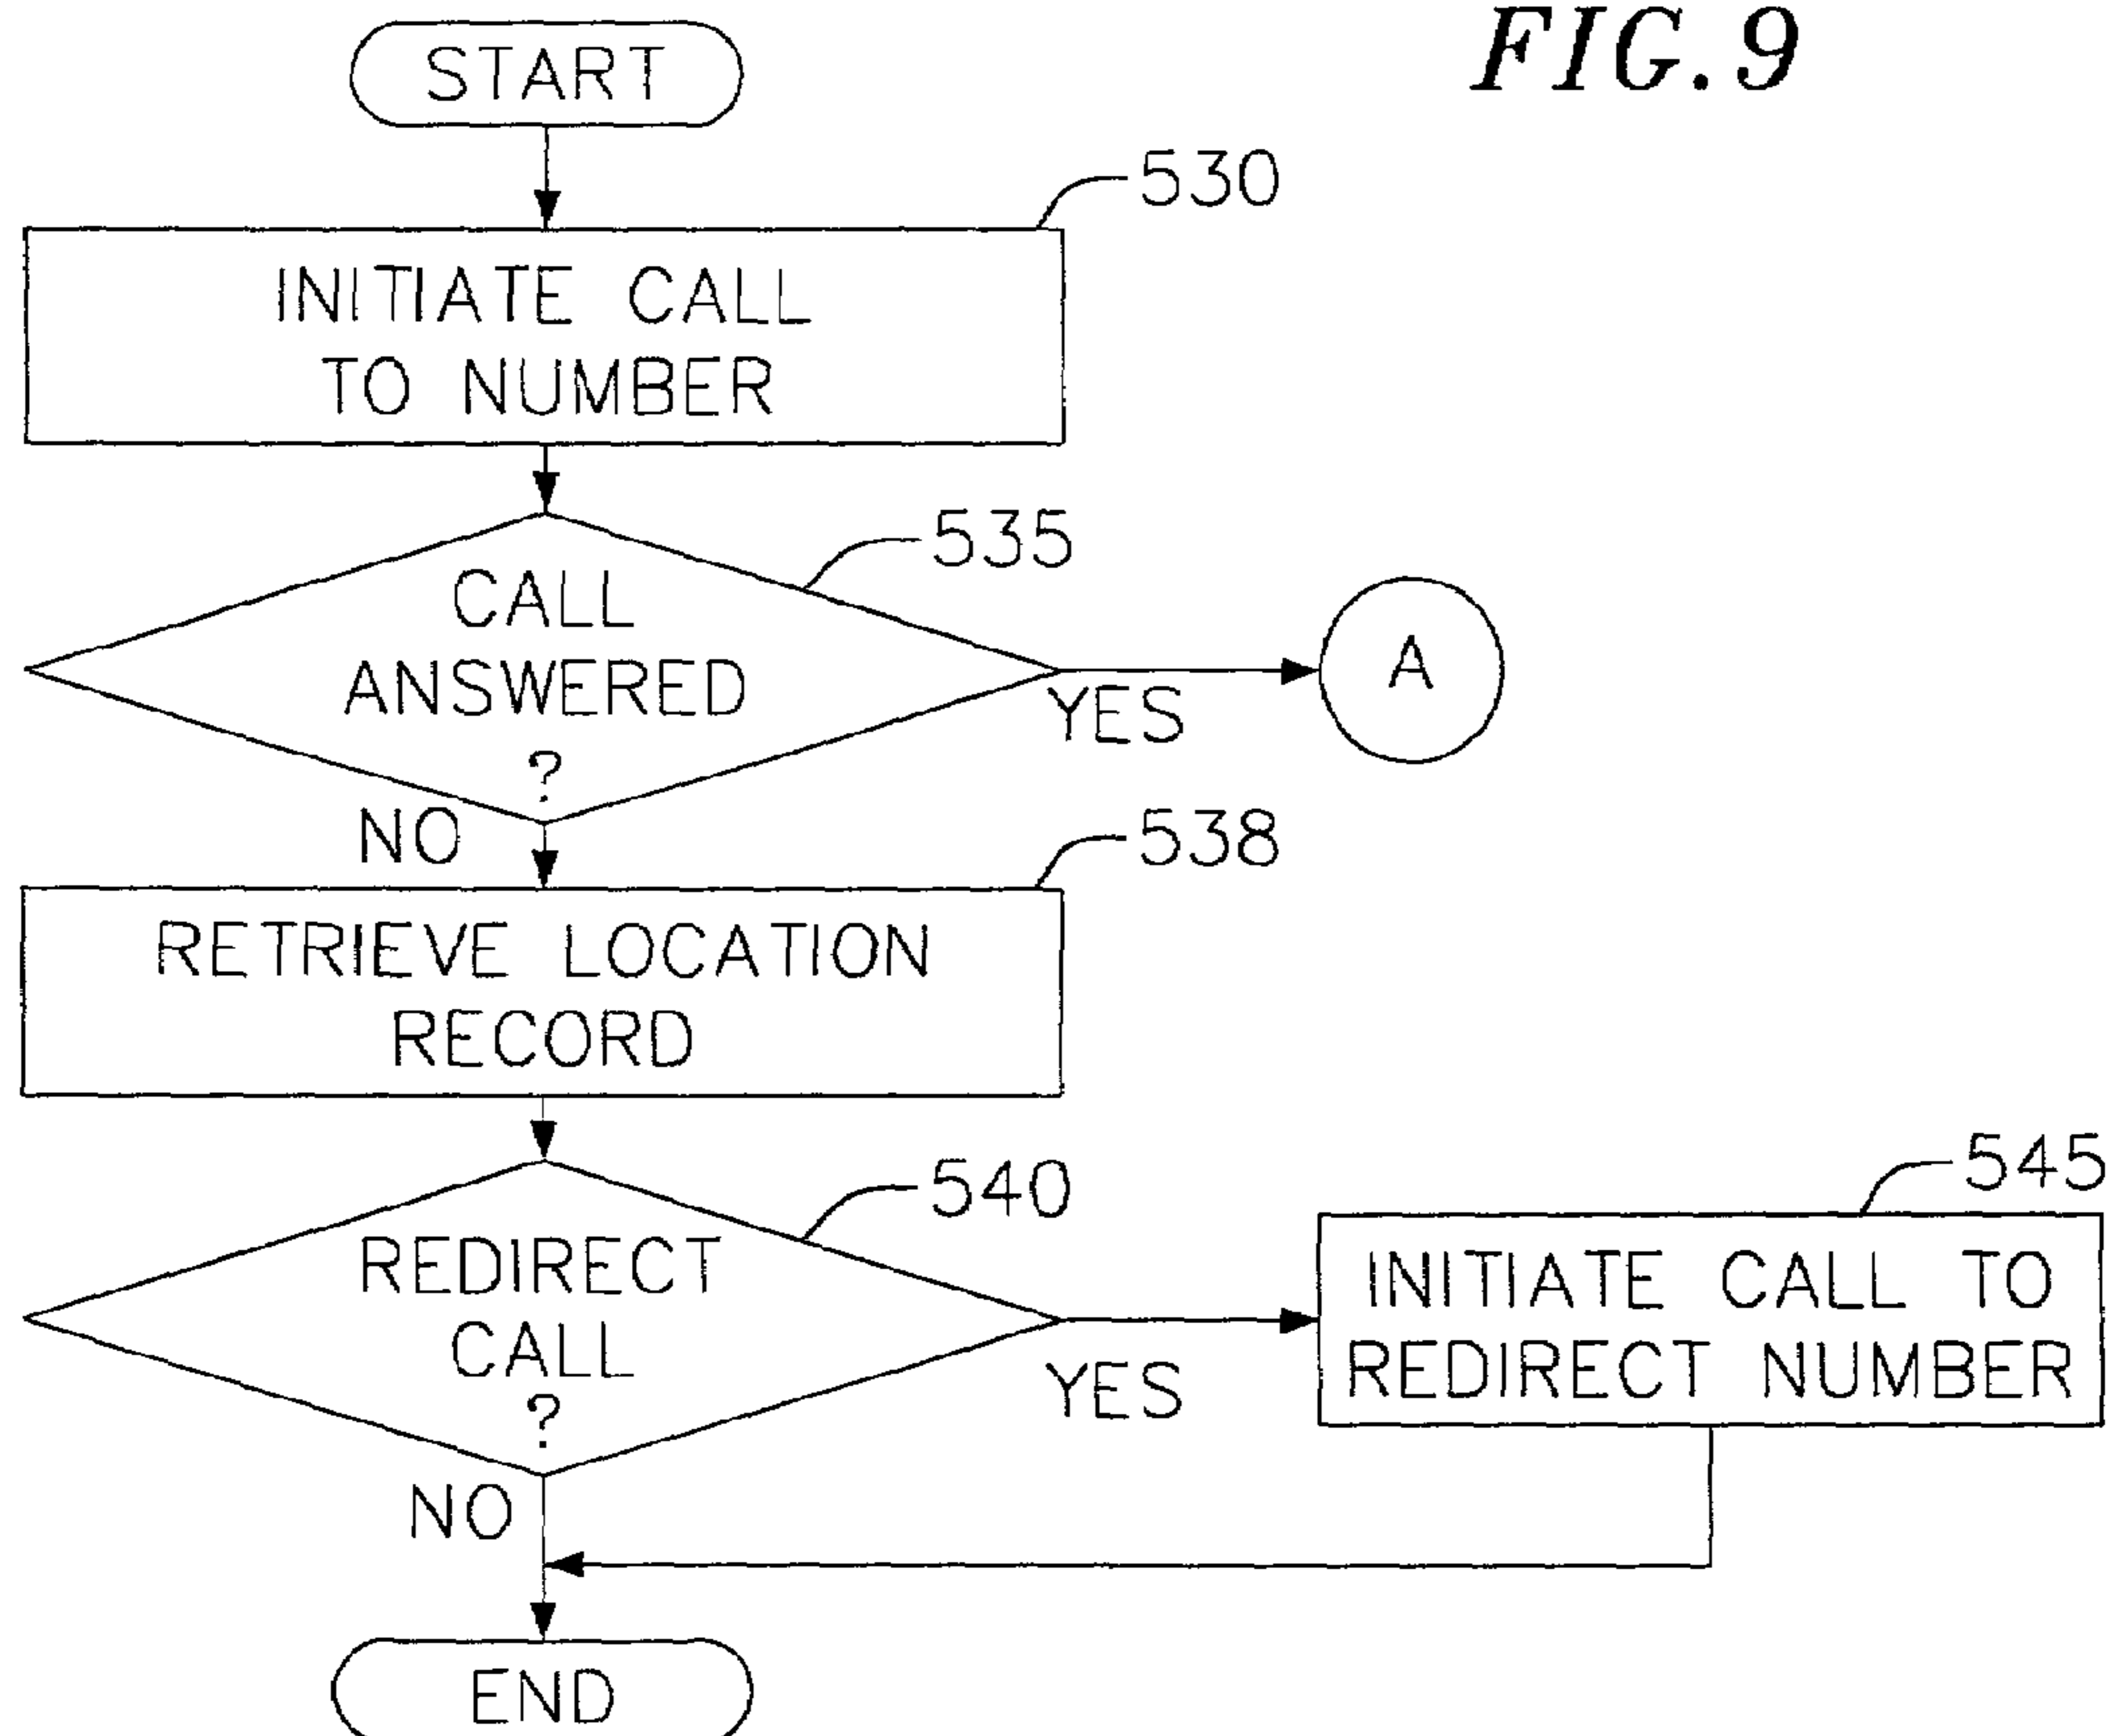 FIG.9
START
530
INITIATE CALL
TO NUMBER
535
CALL
ANSWERED
?
YES
A
NO
538
RETRIEVE LOCATION
RECORD
540
REDIRECT
CALL
?
YES
545
INITIATE CALL TO
REDIRECT NUMBER
NO
END